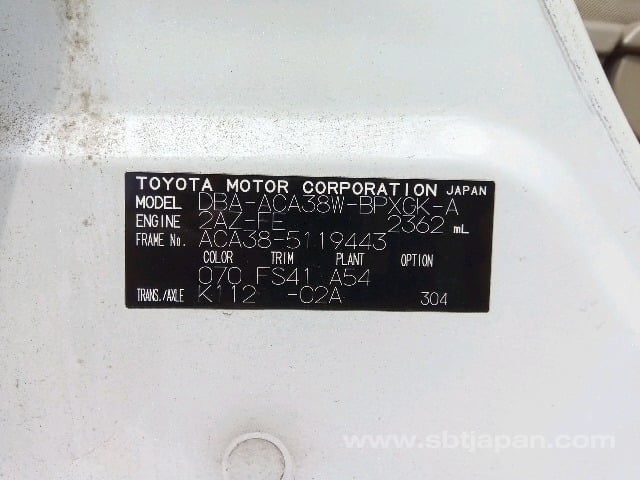 TOYOTA MOTOR CORPORATION JAPAN
MODEL DBA-ACA38W-BPXGK-A
ENGINE 2AZ-FE 2362 mL
FRAME No. ACA38-5119443
COLOR TRIM PLANT OPTION
070 FS41 A54
TRANS./AXLE K112 -02A 304
www.sbtjapan.com